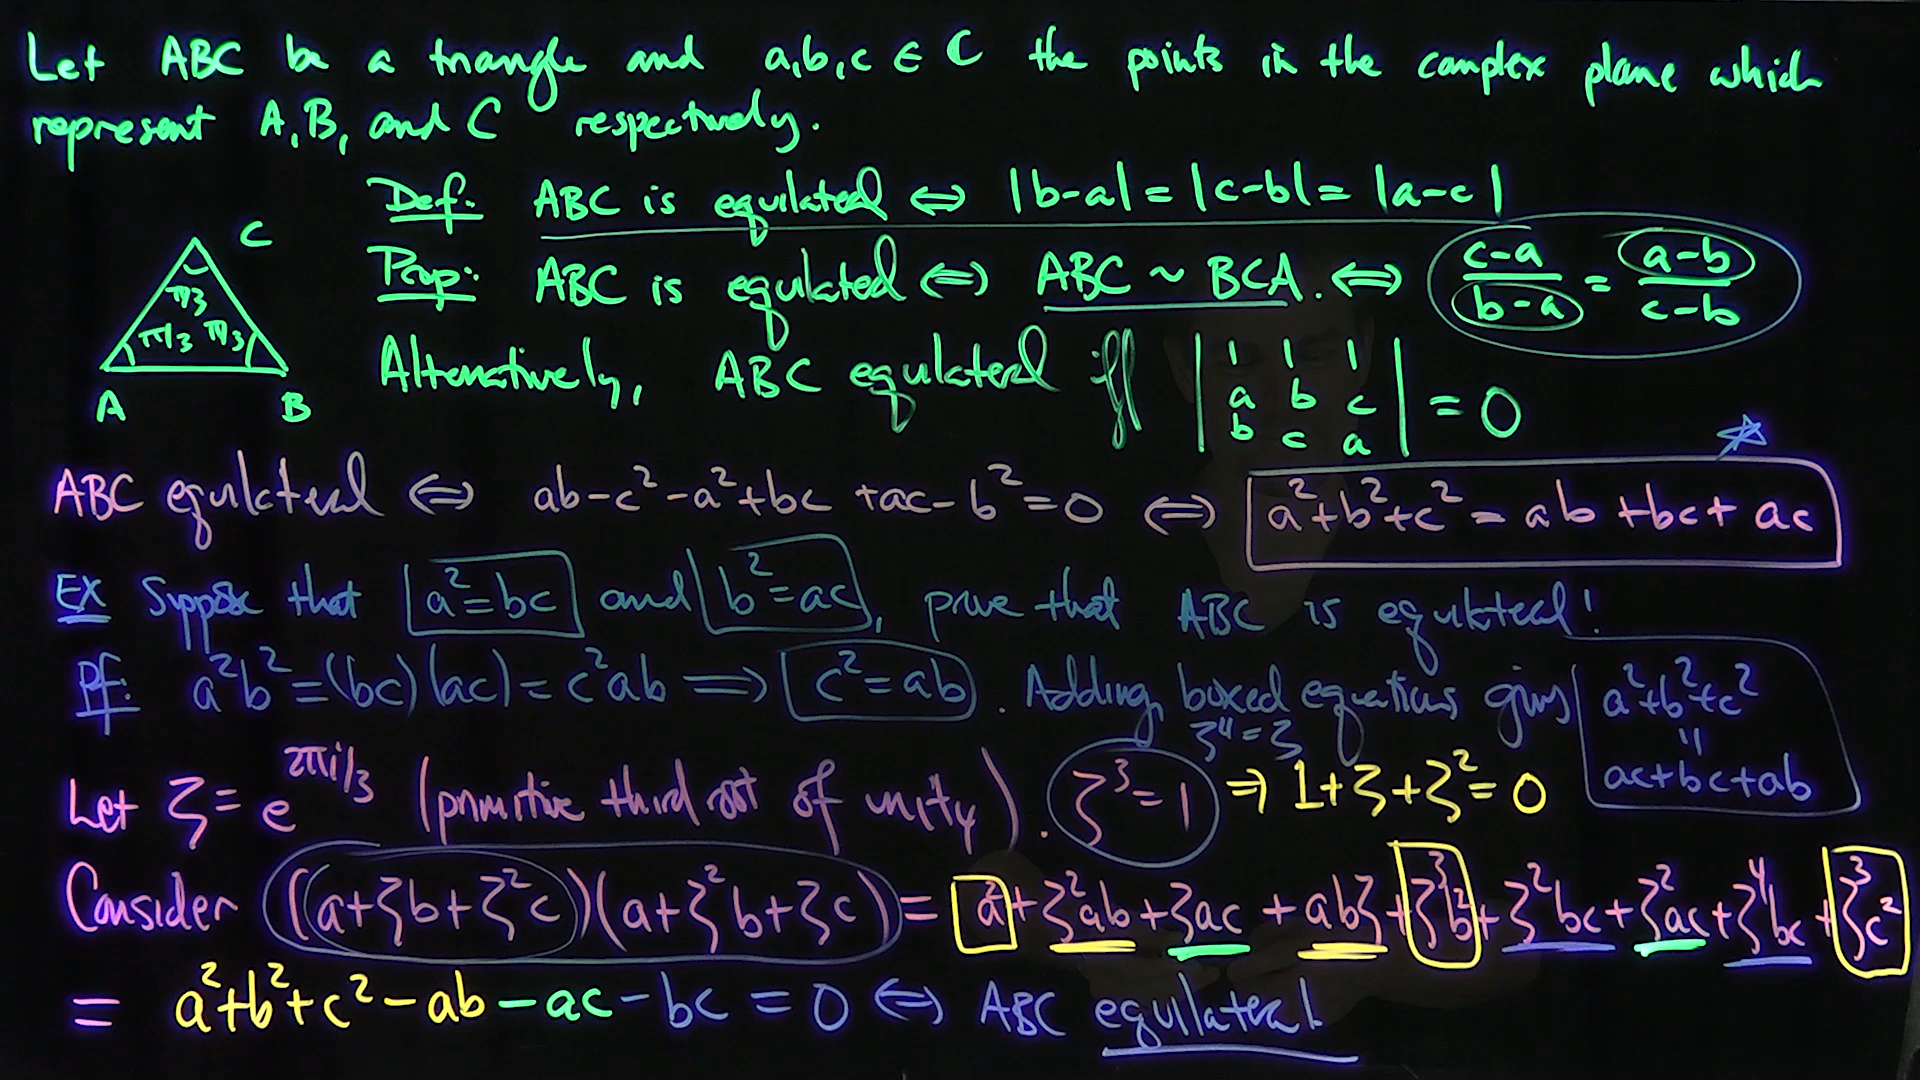 Let ABC be a triangle and a,b,c ∈ C the points in the complex plane which
represent A, B, and C respectively.
Def: ABC is equilateral ⇔ |b-a| = |c-b| = |a-c|
Prop: ABC is equilateral ⇔ ABC ~ BCA. ⇔ (c-a)/(b-a) = (a-b)/(c-b)
C
π/3
π/3 π/3
A B
Alternatively, ABC equilateral iff | 1 1 1 |
| a b c | = 0
| b c a |
ABC equilateral ⇔ ab - c² - a² + bc + ac - b² = 0 ⇔ a² + b² + c² = ab + bc + ac ☆
EX Suppose that a² = bc and b² = ac, prove that ABC is equilateral!
Pf: a²b² = (bc)(ac) = c²ab ⟹ c² = ab. Adding boxed equations gives a² + b² + c²
=
ac + bc + ab
ζ⁴ = ζ
Let ζ = e^{2πi/3} (primitive third root of unity). ζ³ = 1 ⇒ 1 + ζ + ζ² = 0
Consider (a + ζb + ζ²c)(a + ζ²b + ζc) = a² + ζ²ab + ζac + abζ + ζ³b² + ζ²bc + ζ²ac + ζ⁴bc + ζ³c²
= a² + b² + c² - ab - ac - bc = 0 ⇔ ABC equilateral